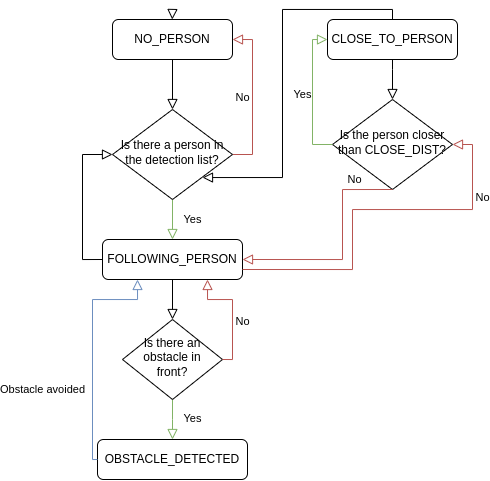 NO_PERSON
CLOSE_TO_PERSON
No
Yes
Is there a person in
the detection list?
Is the person closer
than CLOSE_DIST?
No
No
Yes
FOLLOWING_PERSON
No
Is there an
obstacle in
front?
Obstacle avoided
Yes
OBSTACLE_DETECTED